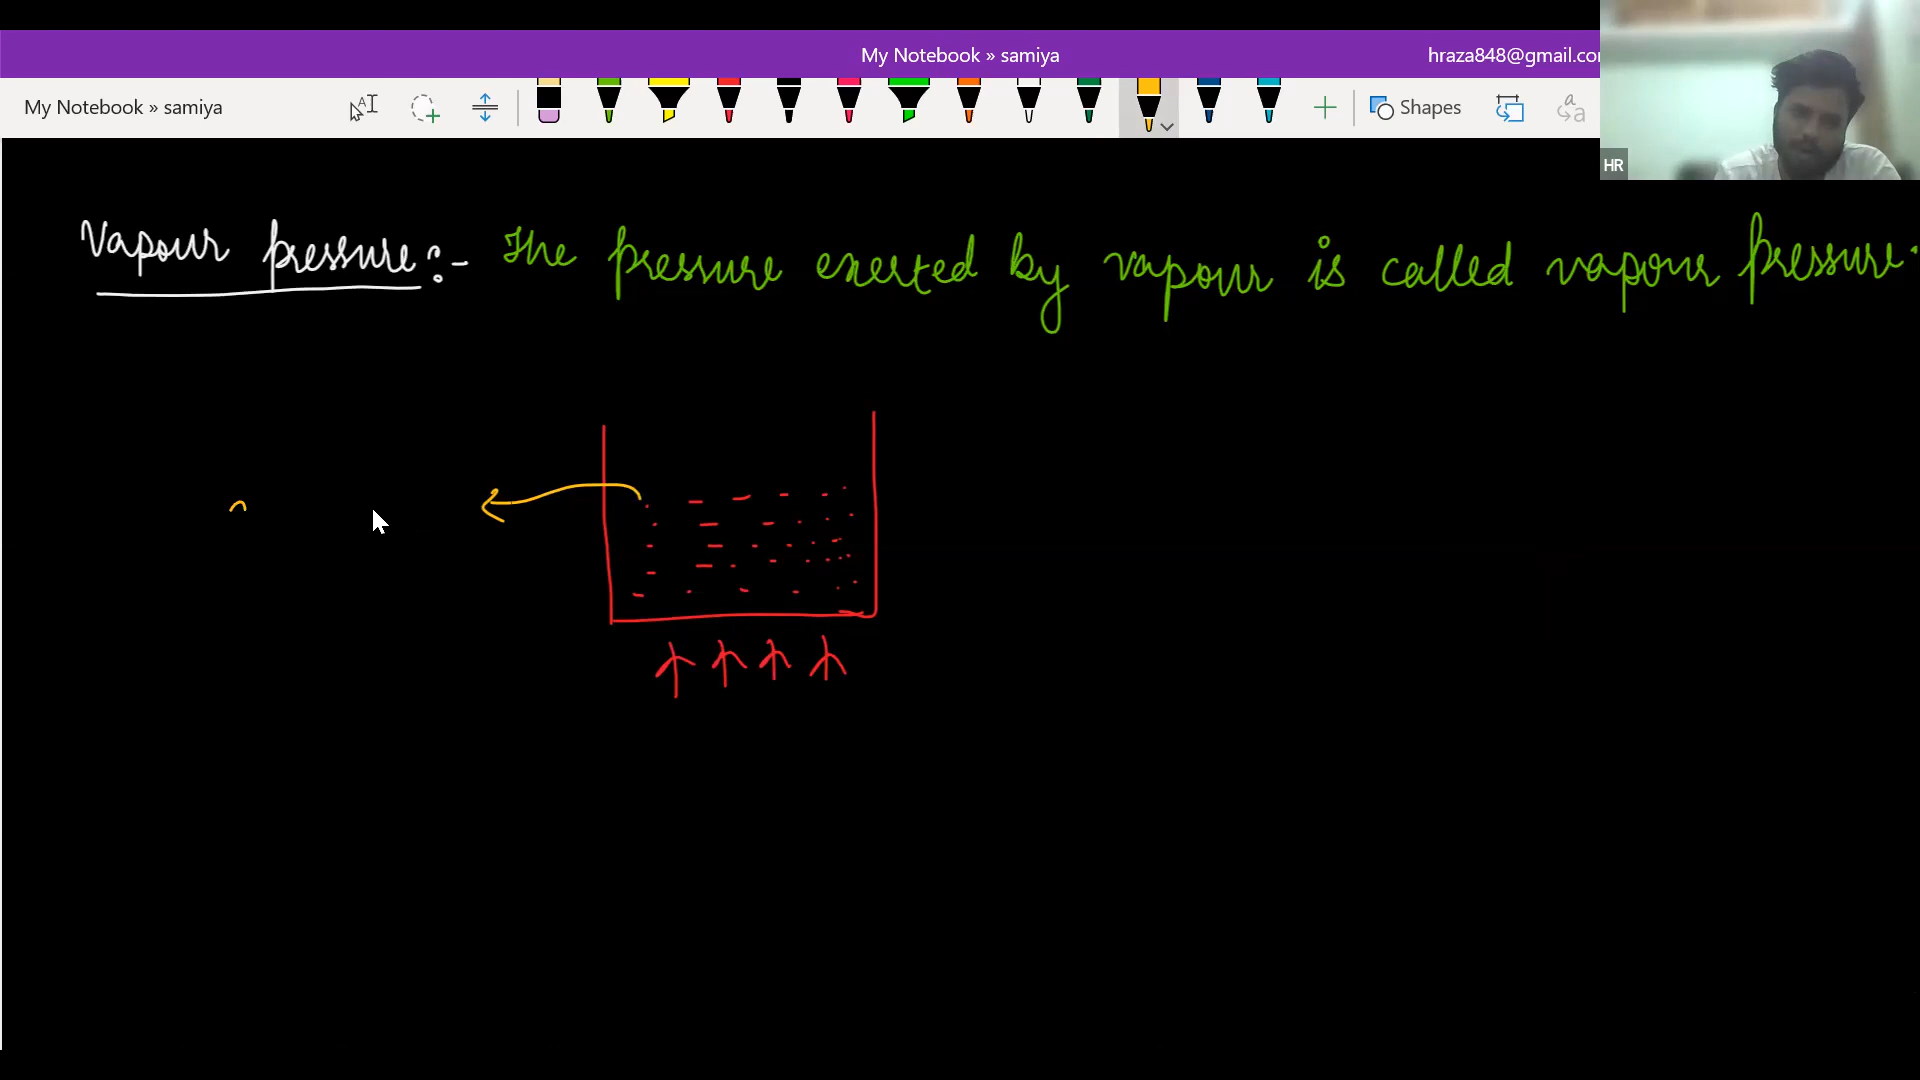 My Notebook » samiya
hraza848@gmail.co
My Notebook » samiya
Shapes
HR
Vapour pressure :- The pressure exerted by vapour is called vapour pressure.